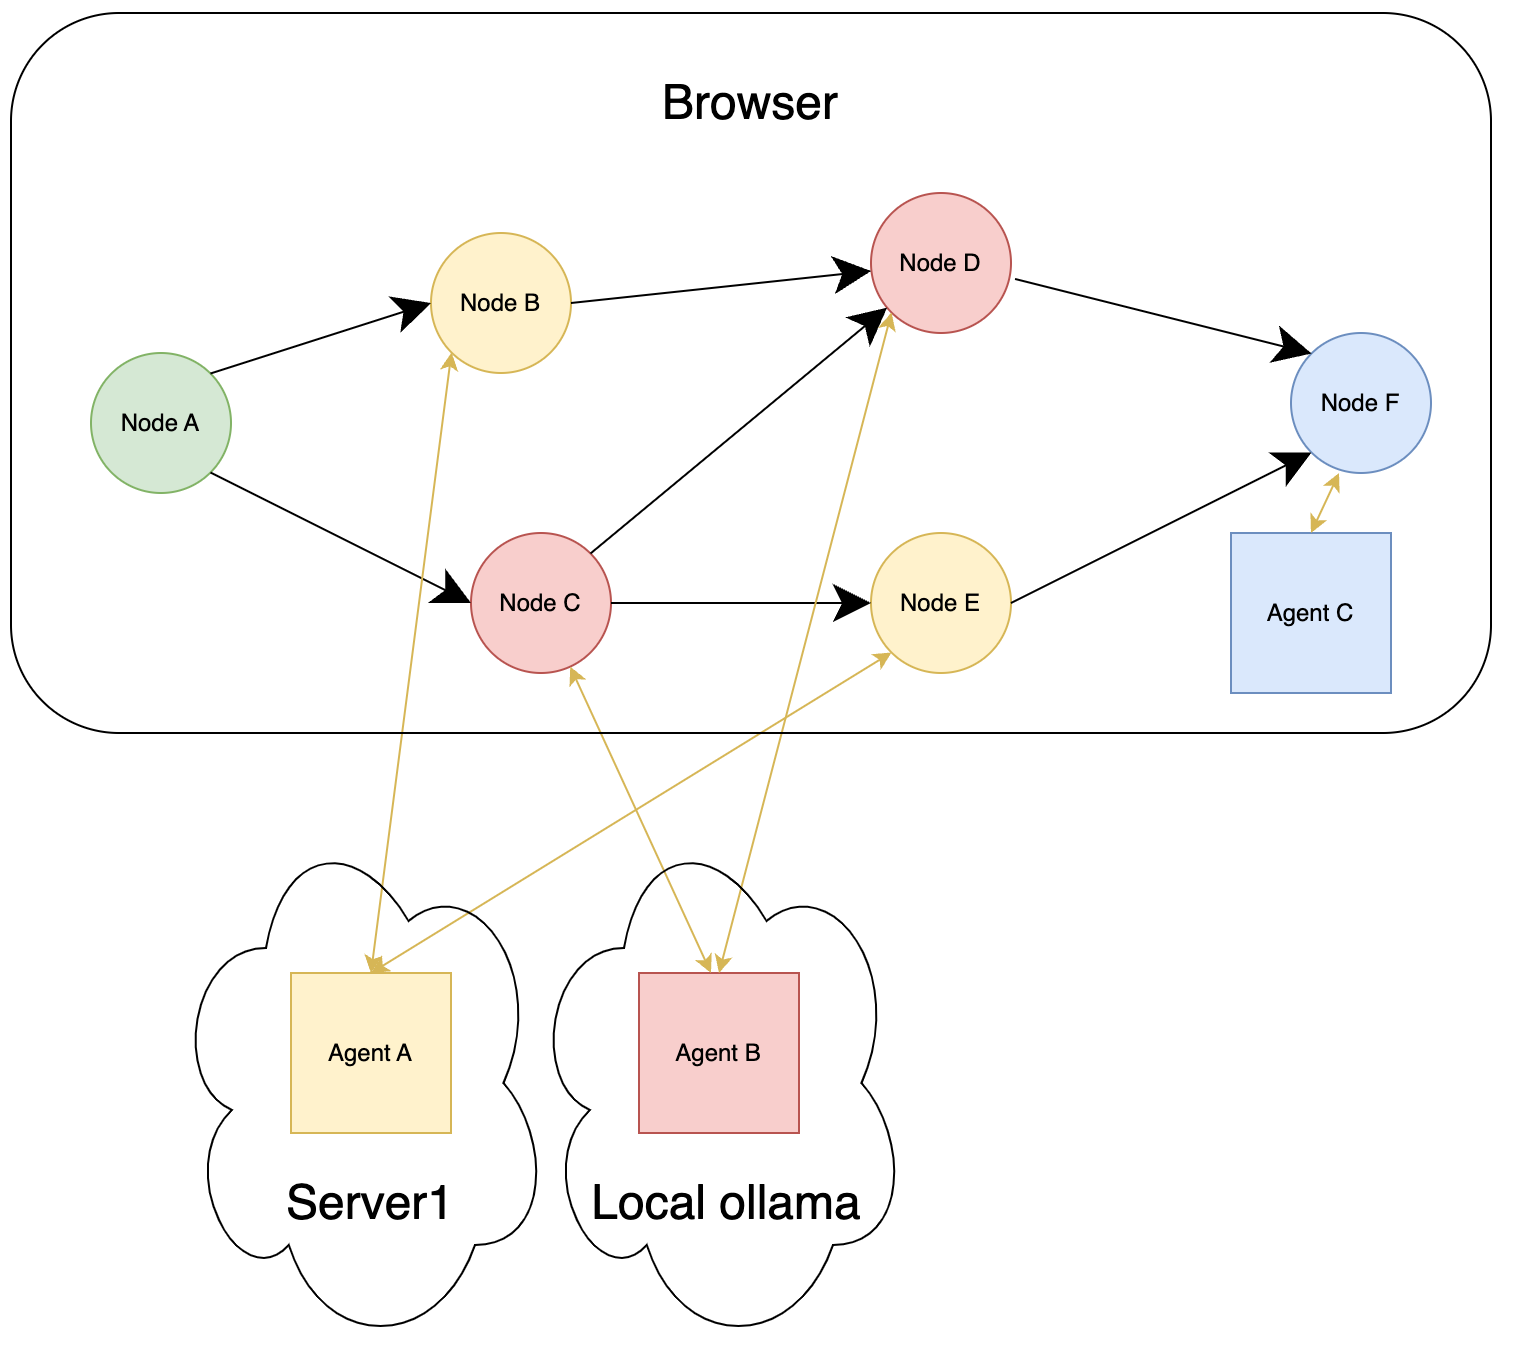 Browser
Node D
Node B
Node F
Node A
Node C
Node E
Agent C
Agent A
Agent B
Server1
Local ollama